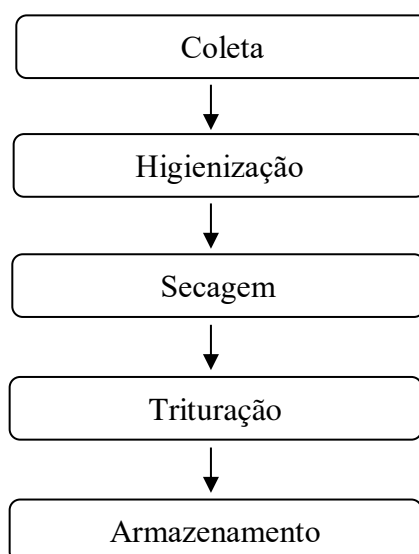 Coleta
Higienização
Secagem
Trituração
Armazenamento